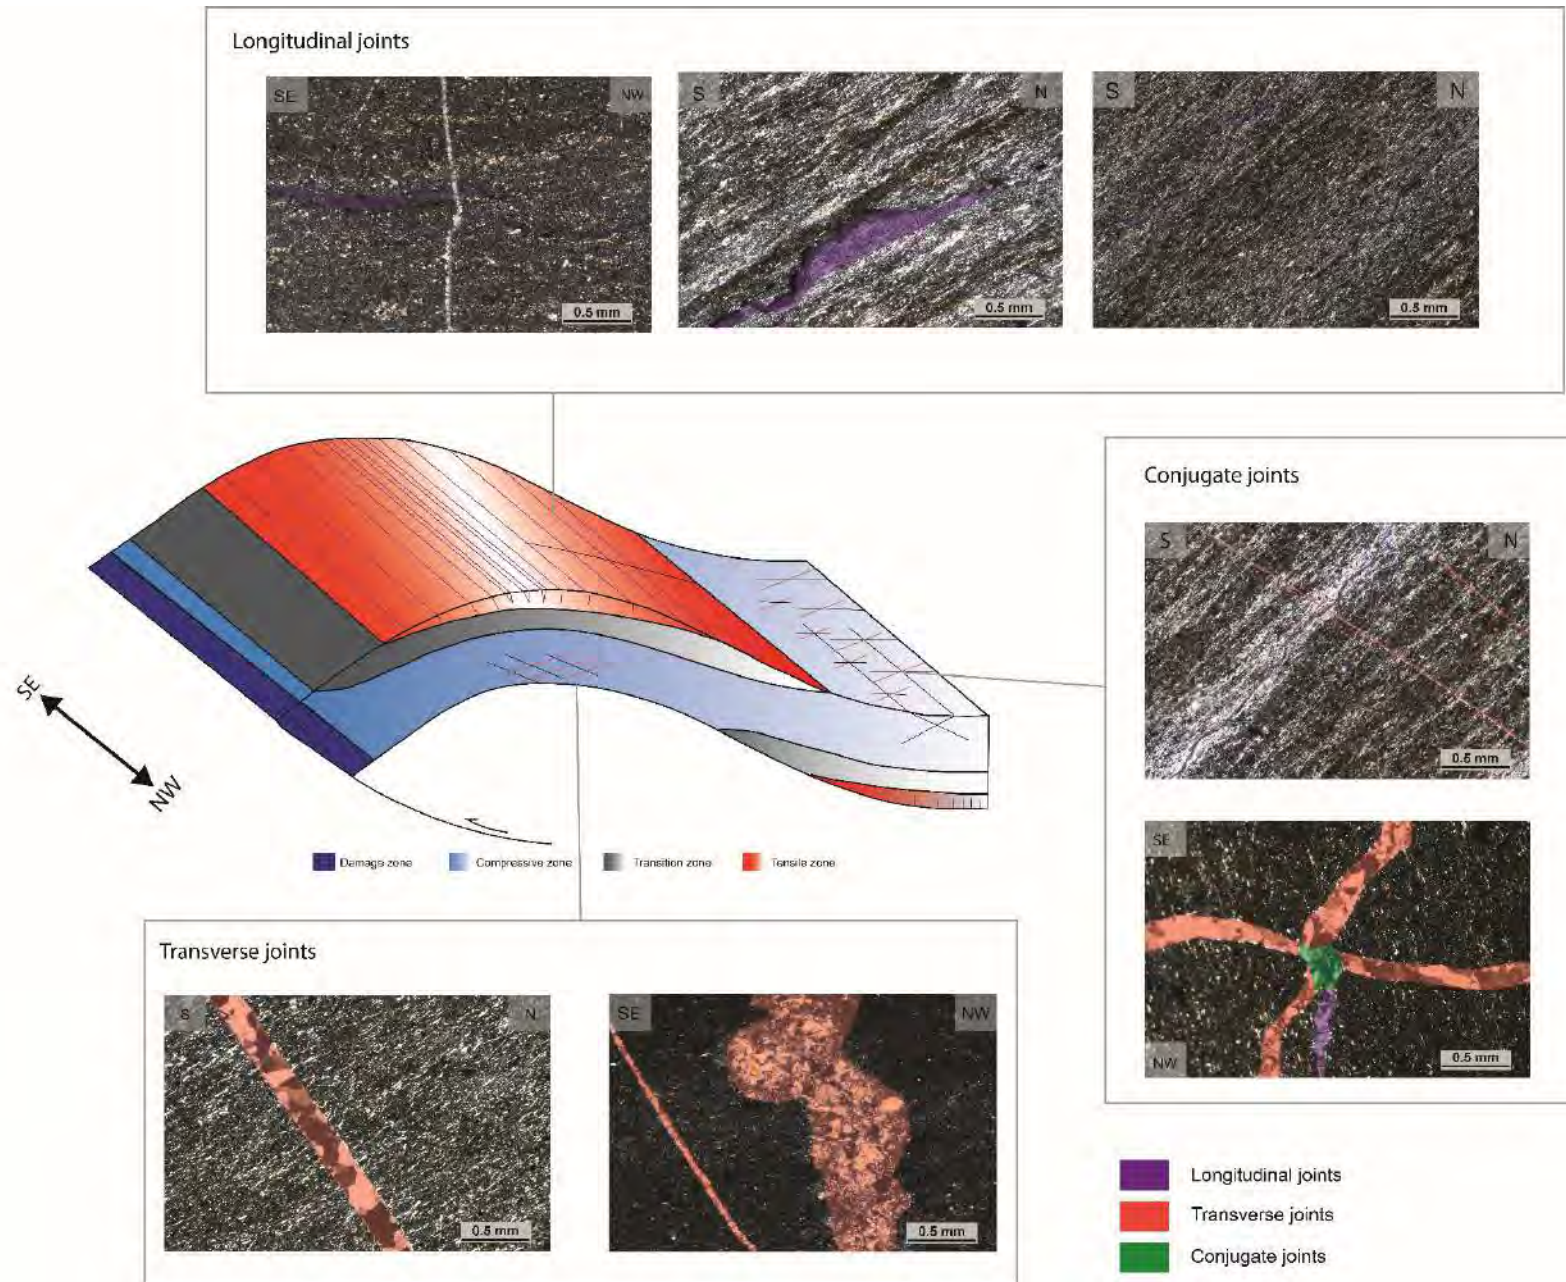 Longitudinal joints
SE
NW
0.5 mm
S
N
0.5 mm
S
N
0.5 mm
Conjugate joints
S
N
0.5 mm
SE
NW
0.5 mm
SE
NW
Damage zone
Compressive zone
Transition zone
Tensile zone
Transverse joints
S
N
0.5 mm
SE
NW
0.5 mm
Longitudinal joints
Transverse joints
Conjugate joints